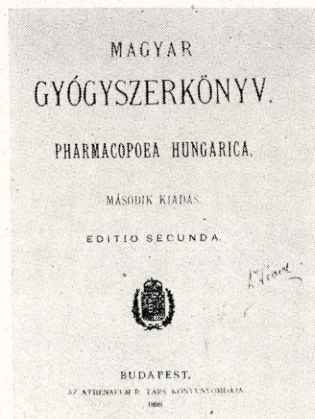 MAGYAR
GYÓGYSZERKÖNYV.
PHARMACOPOEA HUNGARICA.
MÁSODIK KIADÁS.
EDITIO SECUNDA.
BUDAPEST,
AZ ATHENAEUM R. TÁRS. KÖNYVNYOMDÁJA